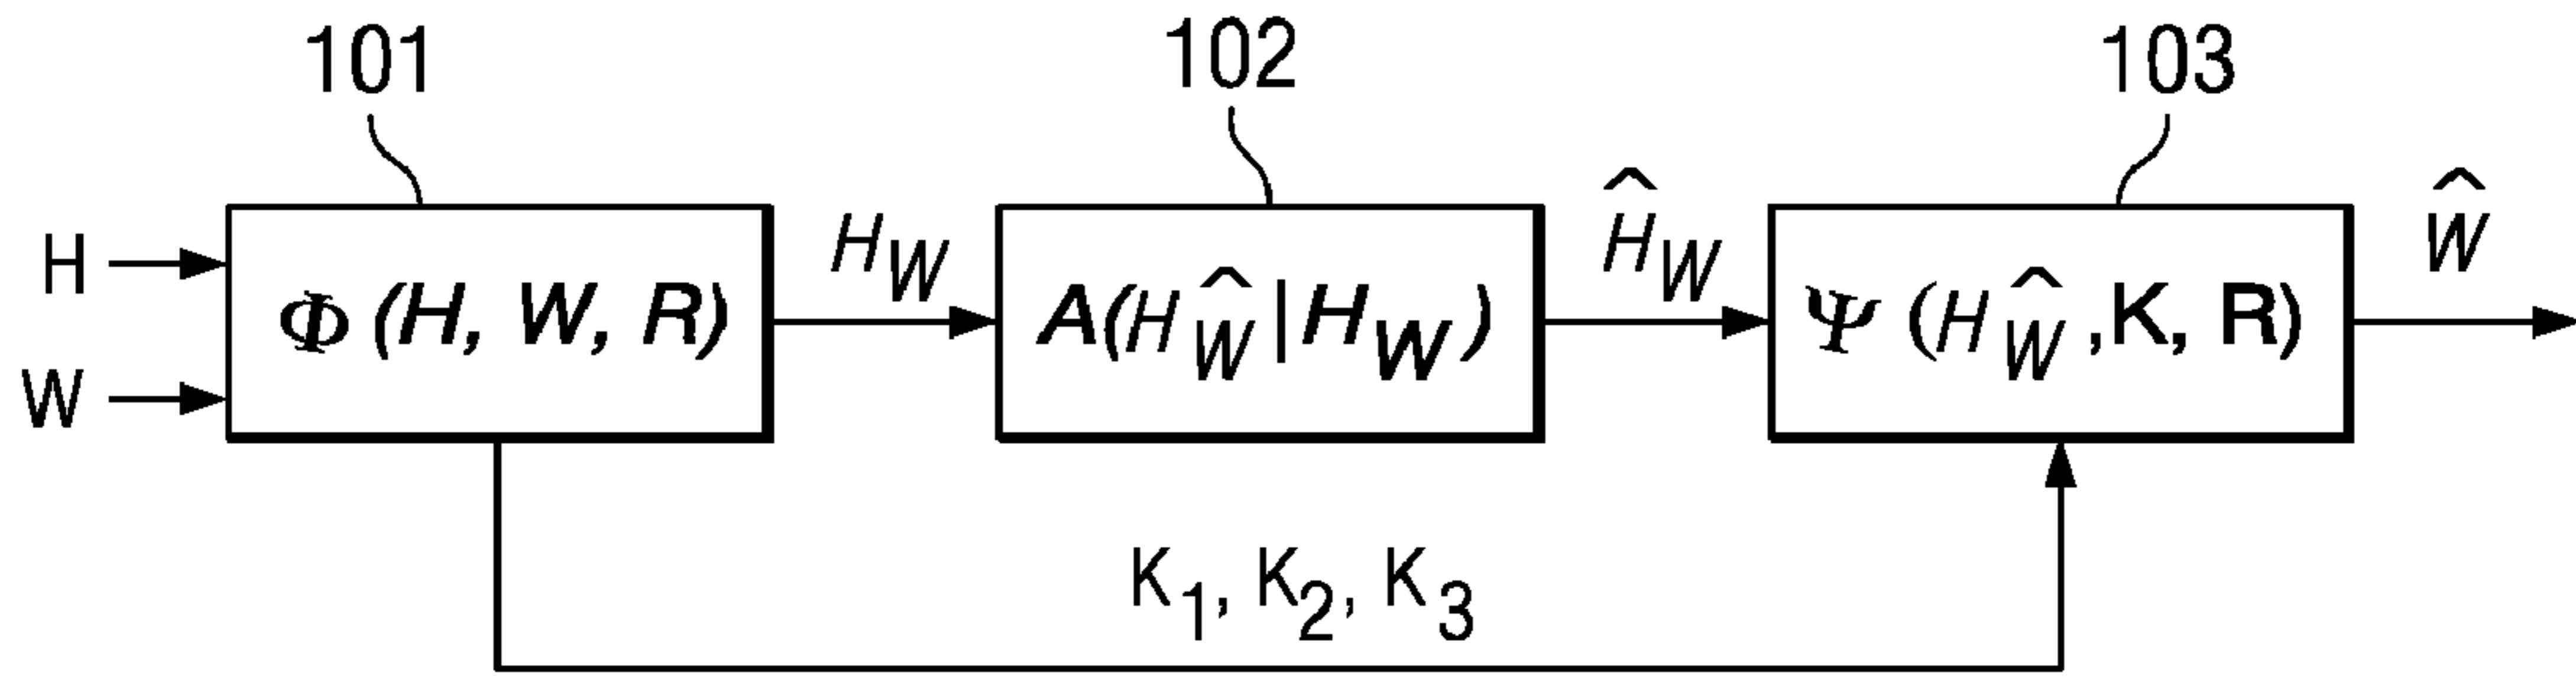 101 102 103
H
W
Φ (H, W, R)
H_W
A(H_Ŵ | H_W)
Ĥ_W
Ψ (H_Ŵ ,K, R)
Ŵ
K_1, K_2, K_3